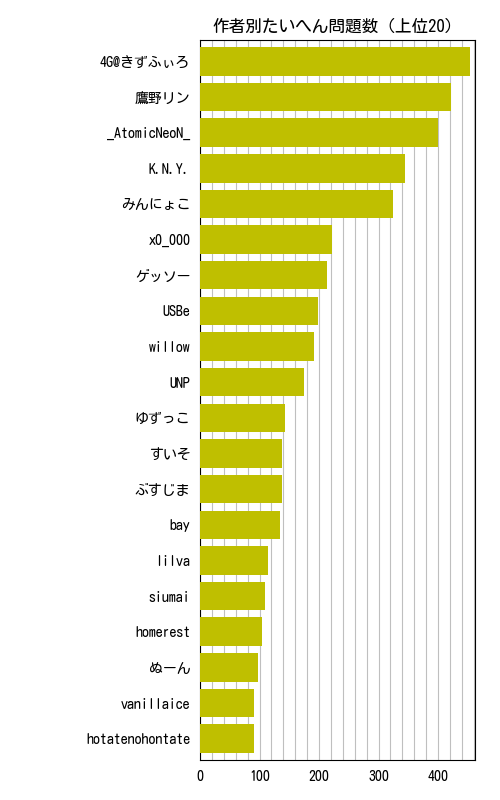 作者別たいへん問題数 (上位20)
4G@きずふぃろ
鷹野リン
_AtomicNeoN_
K.N.Y.
みんにょこ
x0_000
ゲッソー
USBe
willow
UNP
ゆずっこ
すいそ
ぶすじま
bay
lilva
siumai
homerest
ぬーん
vanillaice
hotatenohontate
0 100 200 300 400